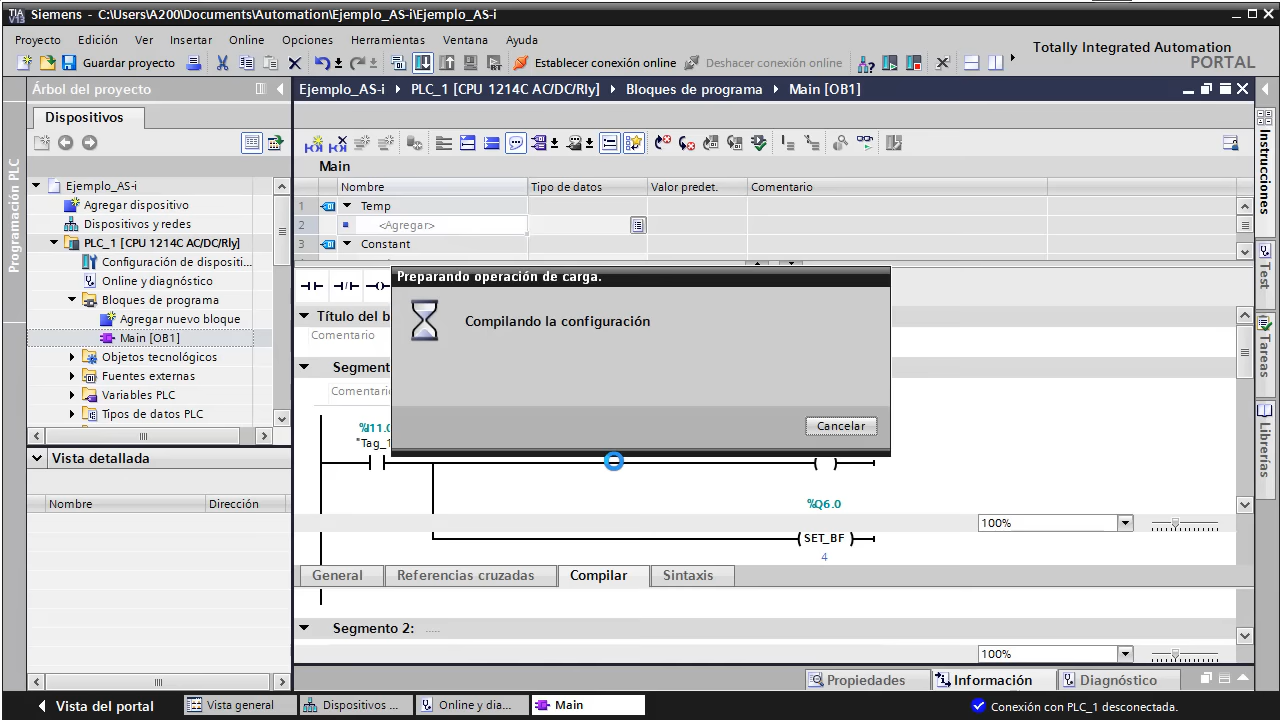 TIA V13 Siemens - C:\Users\A200\Documents\Automation\Ejemplo_AS-i\Ejemplo_AS-i
Proyecto Edición Ver Insertar Online Opciones Herramientas Ventana Ayuda
Totally Integrated Automation
PORTAL
Guardar proyecto Establecer conexión online Deshacer conexión online
Árbol del proyecto
Ejemplo_AS-i PLC_1 [CPU 1214C AC/DC/Rly] Bloques de programa Main [OB1]
Dispositivos
Programación PLC
Main
Nombre Tipo de datos Valor predet. Comentario
1 Temp
2 <Agregar>
3 Constant
Ejemplo_AS-i
Agregar dispositivo
Dispositivos y redes
PLC_1 [CPU 1214C AC/DC/Rly]
Configuración de dispositi...
Online y diagnóstico
Bloques de programa
Agregar nuevo bloque
Main [OB1]
Objetos tecnológicos
Fuentes externas
Variables PLC
Tipos de datos PLC
Preparando operación de carga.
Compilando la configuración
Cancelar
Título del b
Comentario
Segment
Comentario
%I11.0
"Tag_1
%Q6.0
SET_BF
4
100%
General Referencias cruzadas Compilar Sintaxis
Segmento 2: .....
100%
Vista detallada
Nombre Dirección
Propiedades Información Diagnóstico
Instrucciones
Test
Tareas
Librerías
Vista del portal Vista general Dispositivos ... Online y dia... Main Conexión con PLC_1 desconectada.